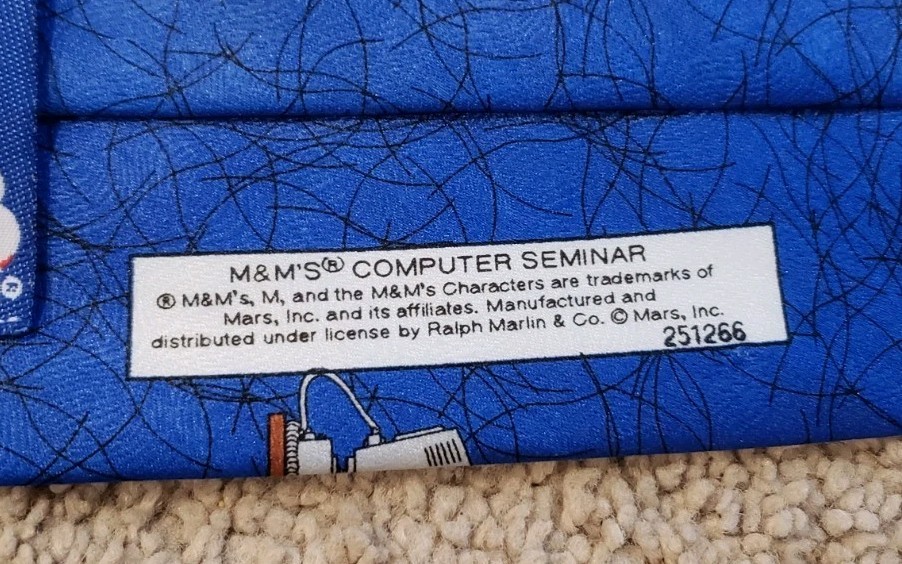 M&M'S® COMPUTER SEMINAR
® M&M's, M, and the M&M's Characters are trademarks of
Mars, Inc. and its affiliates. Manufactured and
distributed under license by Ralph Marlin & Co. © Mars, Inc.
251266
®